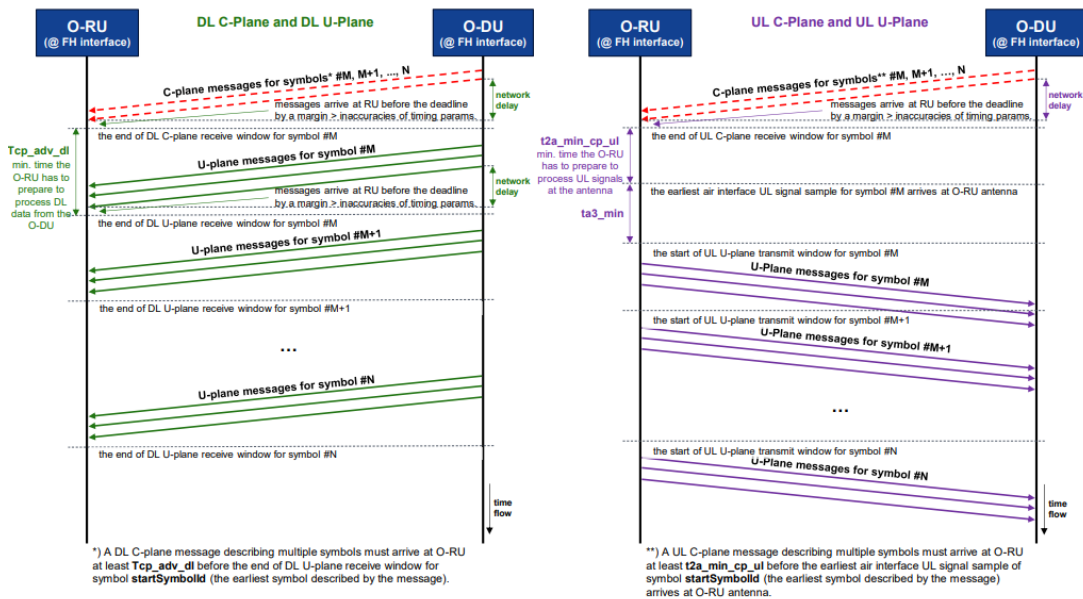 DL C-Plane and DL U-Plane
O-RU
(@ FH interface)
O-DU
(@ FH interface)
C-plane messages for symbols* #M, M+1, ..., N
network
delay
messages arrive at RU before the deadline
by a margin > inaccuracies of timing params.
the end of DL C-plane receive window for symbol #M
Tcp_adv_dl
min. time the
O-RU has to
prepare to
process DL
data from the
O-DU
U-plane messages for symbol #M
network
delay
messages arrive at RU before the deadline
by a margin > inaccuracies of timing params.
the end of DL U-plane receive window for symbol #M
U-plane messages for symbol #M+1
the end of DL U-plane receive window for symbol #M+1
...
U-plane messages for symbol #N
the end of DL U-plane receive window for symbol #N
time
flow
*) A DL C-plane message describing multiple symbols must arrive at O-RU
at least Tcp_adv_dl before the end of DL U-plane receive window for
symbol startSymbolId (the earliest symbol described by the message).
UL C-Plane and UL U-Plane
O-RU
(@ FH interface)
O-DU
(@ FH interface)
C-plane messages for symbols** #M, M+1, ..., N
network
delay
messages arrive at RU before the deadline
by a margin > inaccuracies of timing params.
the end of UL C-plane receive window for symbol #M
t2a_min_cp_ul
min. time the O-RU
has to prepare to
process UL signals
at the antenna
the earliest air interface UL signal sample for symbol #M arrives at O-RU antenna
ta3_min
the start of UL U-plane transmit window for symbol #M
U-Plane messages for symbol #M
the start of UL U-plane transmit window for symbol #M+1
U-Plane messages for symbol #M+1
...
the start of UL U-plane transmit window for symbol #N
U-Plane messages for symbol #N
time
flow
**) A UL C-plane message describing multiple symbols must arrive at O-RU
at least t2a_min_cp_ul before the earliest air interface UL signal sample of
symbol startSymbolId (the earliest symbol described by the message)
arrives at O-RU antenna.